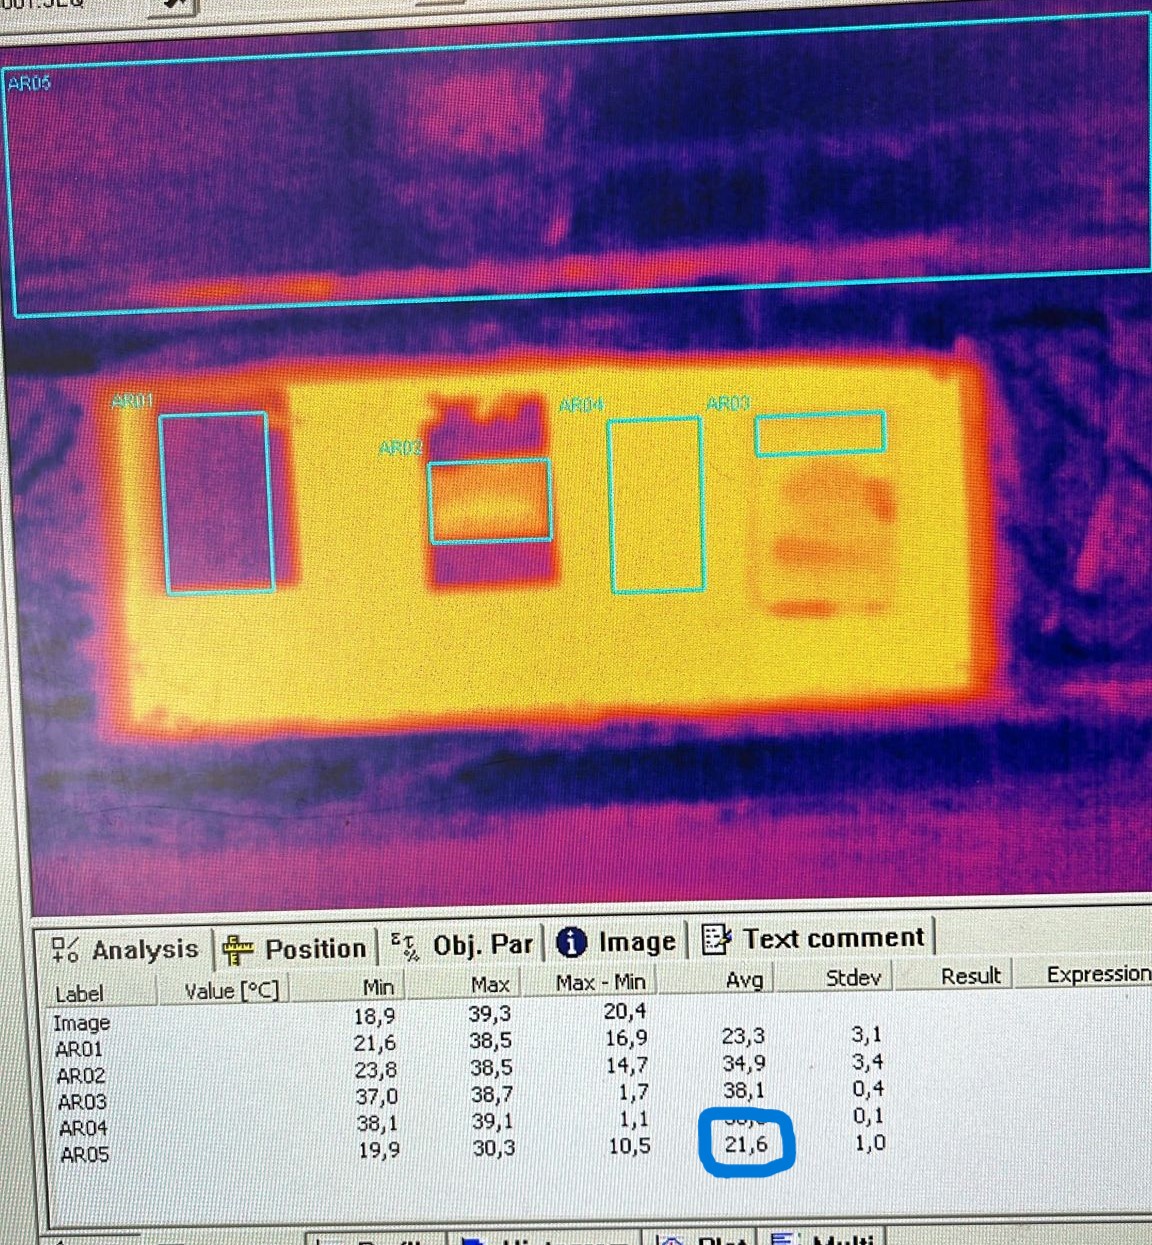 AR05
AR01
AR04
AR03
AR02
Analysis Position Obj. Par Image Text comment
Label Value [°C] Min Max Max - Min Avg Stdev Result Expression
Image 18,9 39,3 20,4
AR01 21,6 38,5 16,9 23,3 3,1
AR02 23,8 38,5 14,7 34,9 3,4
AR03 37,0 38,7 1,7 38,1 0,4
AR04 38,1 39,1 1,1 0,1
AR05 19,9 30,3 10,5 21,6 1,0